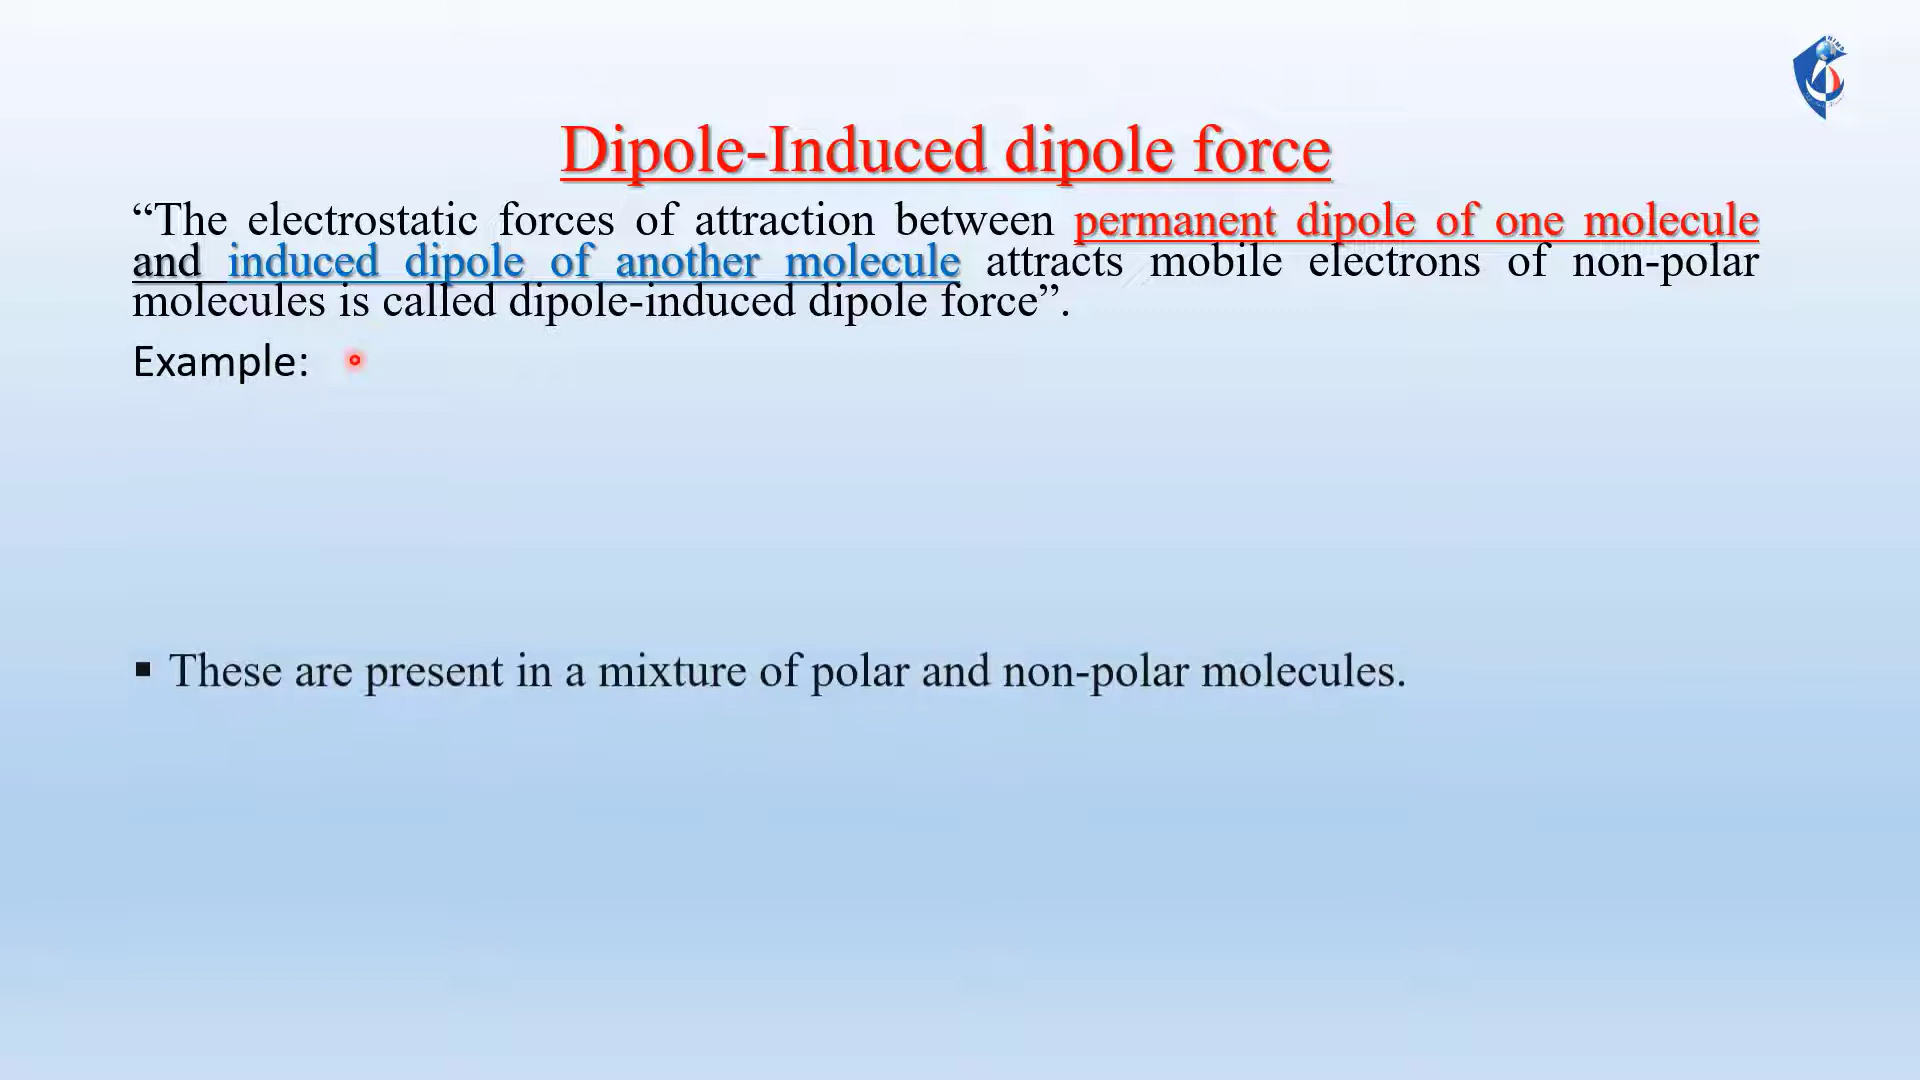 Dipole-Induced dipole force
“The electrostatic forces of attraction between permanent dipole of one molecule
and induced dipole of another molecule attracts mobile electrons of non-polar
molecules is called dipole-induced dipole force”.
Example:
▪ These are present in a mixture of polar and non-polar molecules.